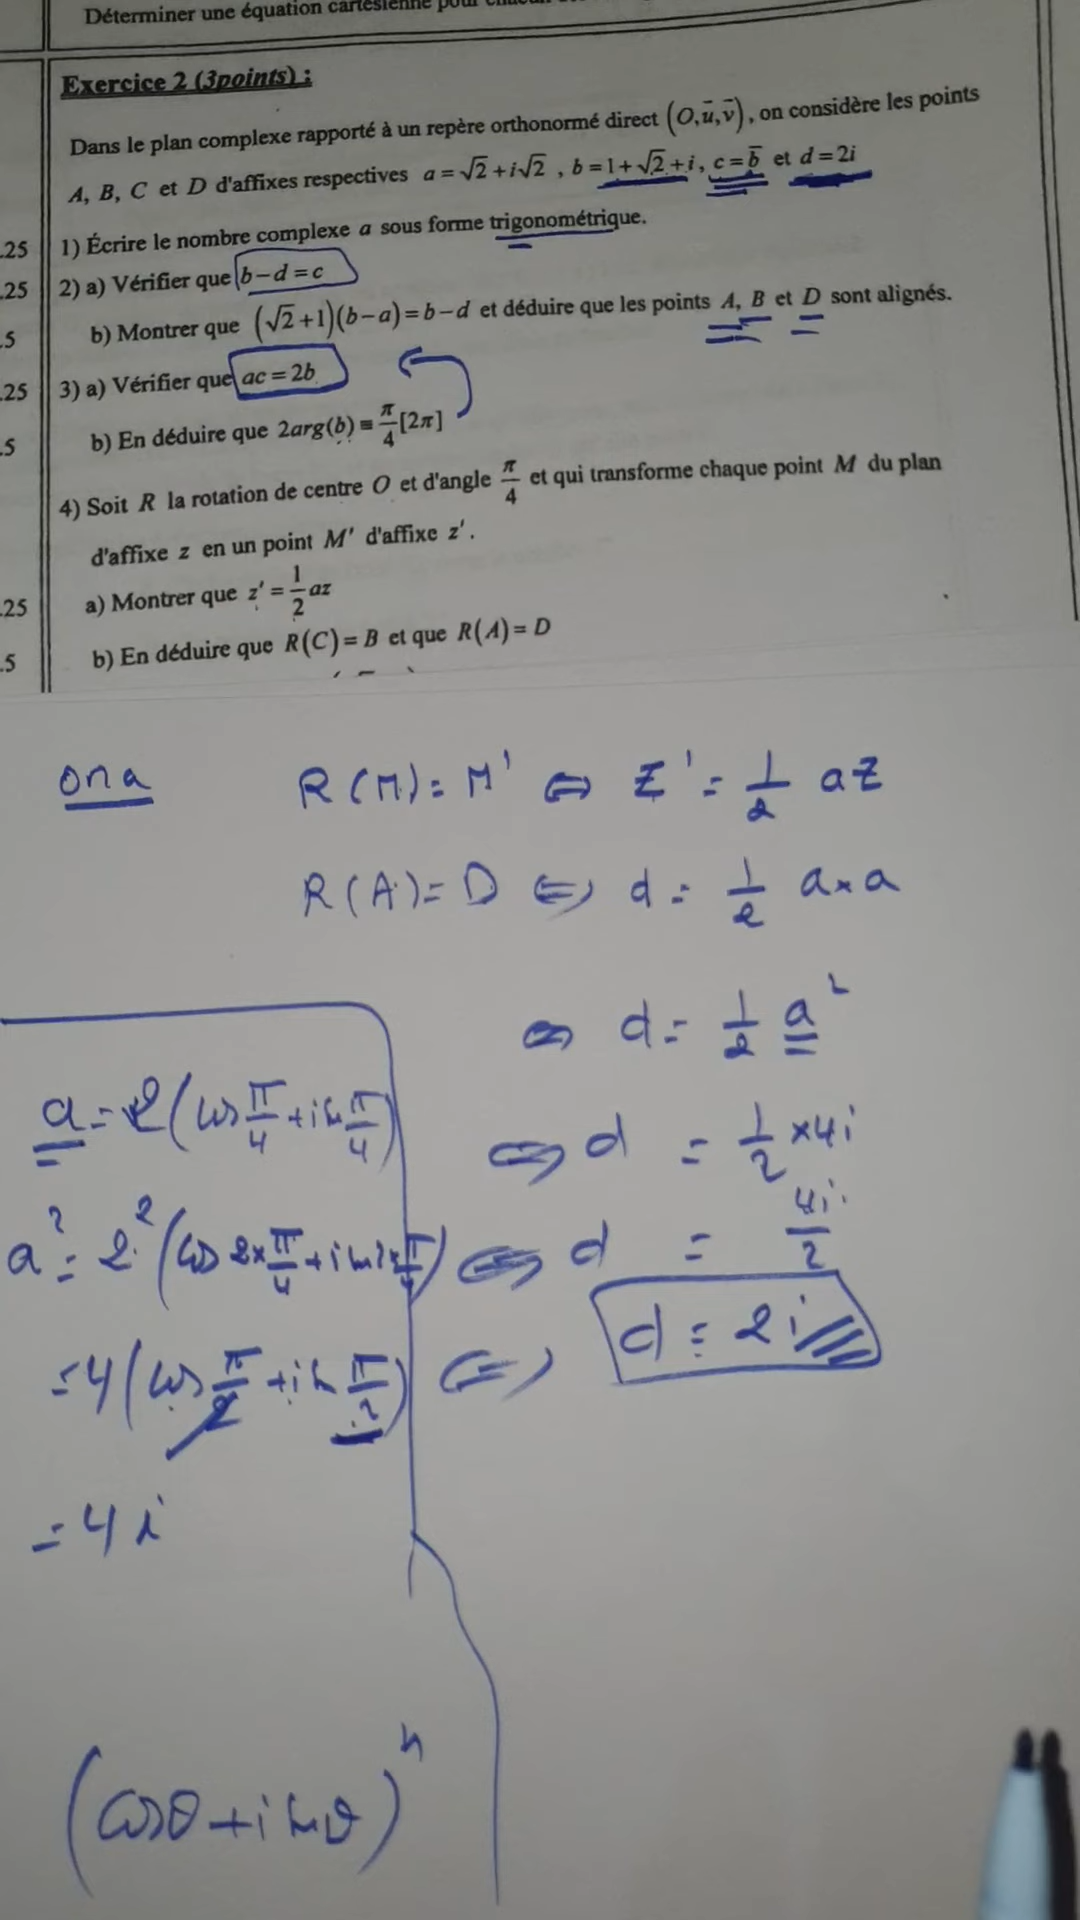 Déterminer une équation cartésienne pour
Exercice 2 (3points) :
Dans le plan complexe rapporté à un repère orthonormé direct (O,u̅,v̅), on considère les points
A, B, C et D d'affixes respectives a = √2 + i√2 , b = 1+√2+i, c = b̅ et d = 2i
.25 1) Écrire le nombre complexe a sous forme trigonométrique.
.25 2) a) Vérifier que b−d = c
.5 b) Montrer que (√2+1)(b−a) = b−d et déduire que les points A, B et D sont alignés.
.25 3) a) Vérifier que ac = 2b
.5 b) En déduire que 2arg(b) ≡ π/4 [2π]
4) Soit R la rotation de centre O et d'angle π/4 et qui transforme chaque point M du plan
d'affixe z en un point M' d'affixe z'.
.25 a) Montrer que z' = 1/2 az
.5 b) En déduire que R(C) = B et que R(A) = D
on a R(M) = M' ⇔ Z' = 1/2 aZ
R(A) = D ⇔ d = 1/2 a×a
⇔ d = 1/2 a²
a = 2(cos π/4 + i sin π/4)
⇔ d = 1/2 × 4i
a² = 2² (cos 2×π/4 + i sin 2×π/4)
⇔ d = 4i/2
= 4(cos π/2 + i sin π/2)
⇔ d = 2i
= 4i
(cosθ + i sinθ)ⁿ